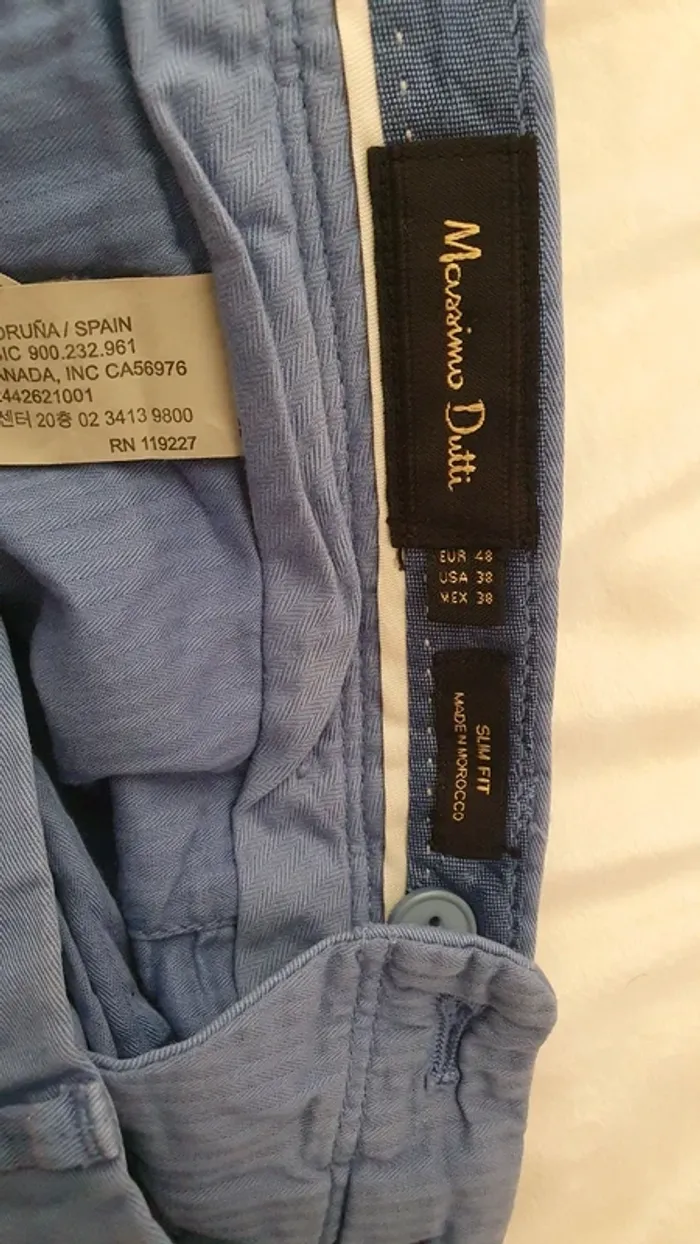 Massimo Dutti
EUR 48
USA 38
MEX 38
SLIM FIT
MADE IN MOROCCO
ORUÑA / SPAIN
SIC 900.232.961
ANADA, INC CA56976
442621001
센터 20층 02 3413 9800
RN 119227